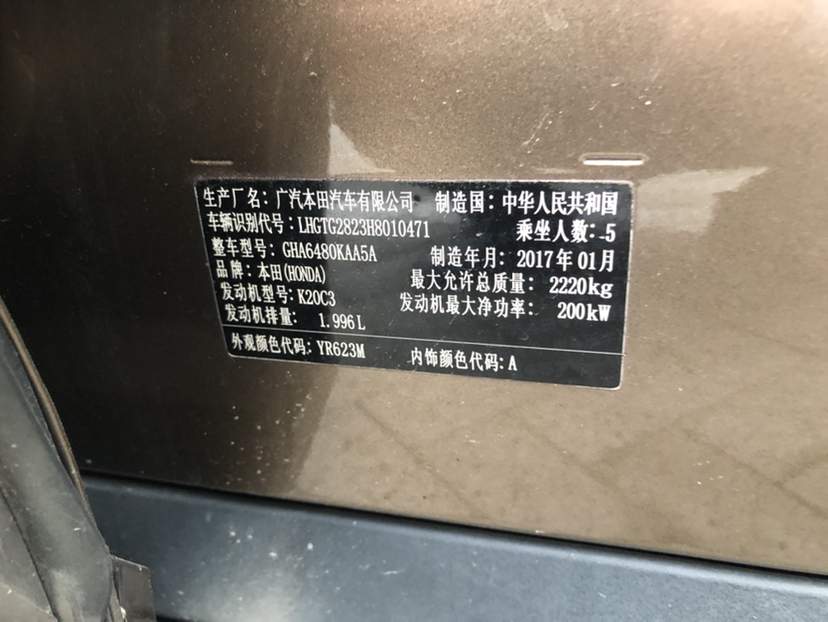 生产厂名：广汽本田汽车有限公司 制造国：中华人民共和国
车辆识别代号：LHGTG2823H8010471 乘坐人数：5
整车型号：GHA6480KAA5A 制造年月：2017年01月
品牌：本田(HONDA) 最大允许总质量：2220kg
发动机型号：K20C3 发动机最大净功率：200kW
发动机排量：1.996L
外观颜色代码：YR623M 内饰颜色代码：A